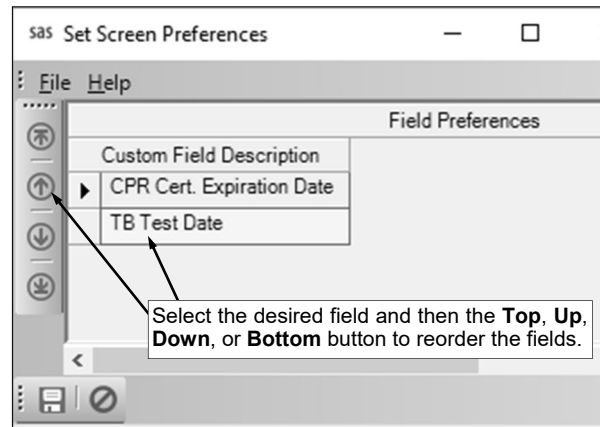 sas Set Screen Preferences
File Help
Field Preferences
Custom Field Description
CPR Cert. Expiration Date
TB Test Date
Select the desired field and then the Top, Up,
Down, or Bottom button to reorder the fields.